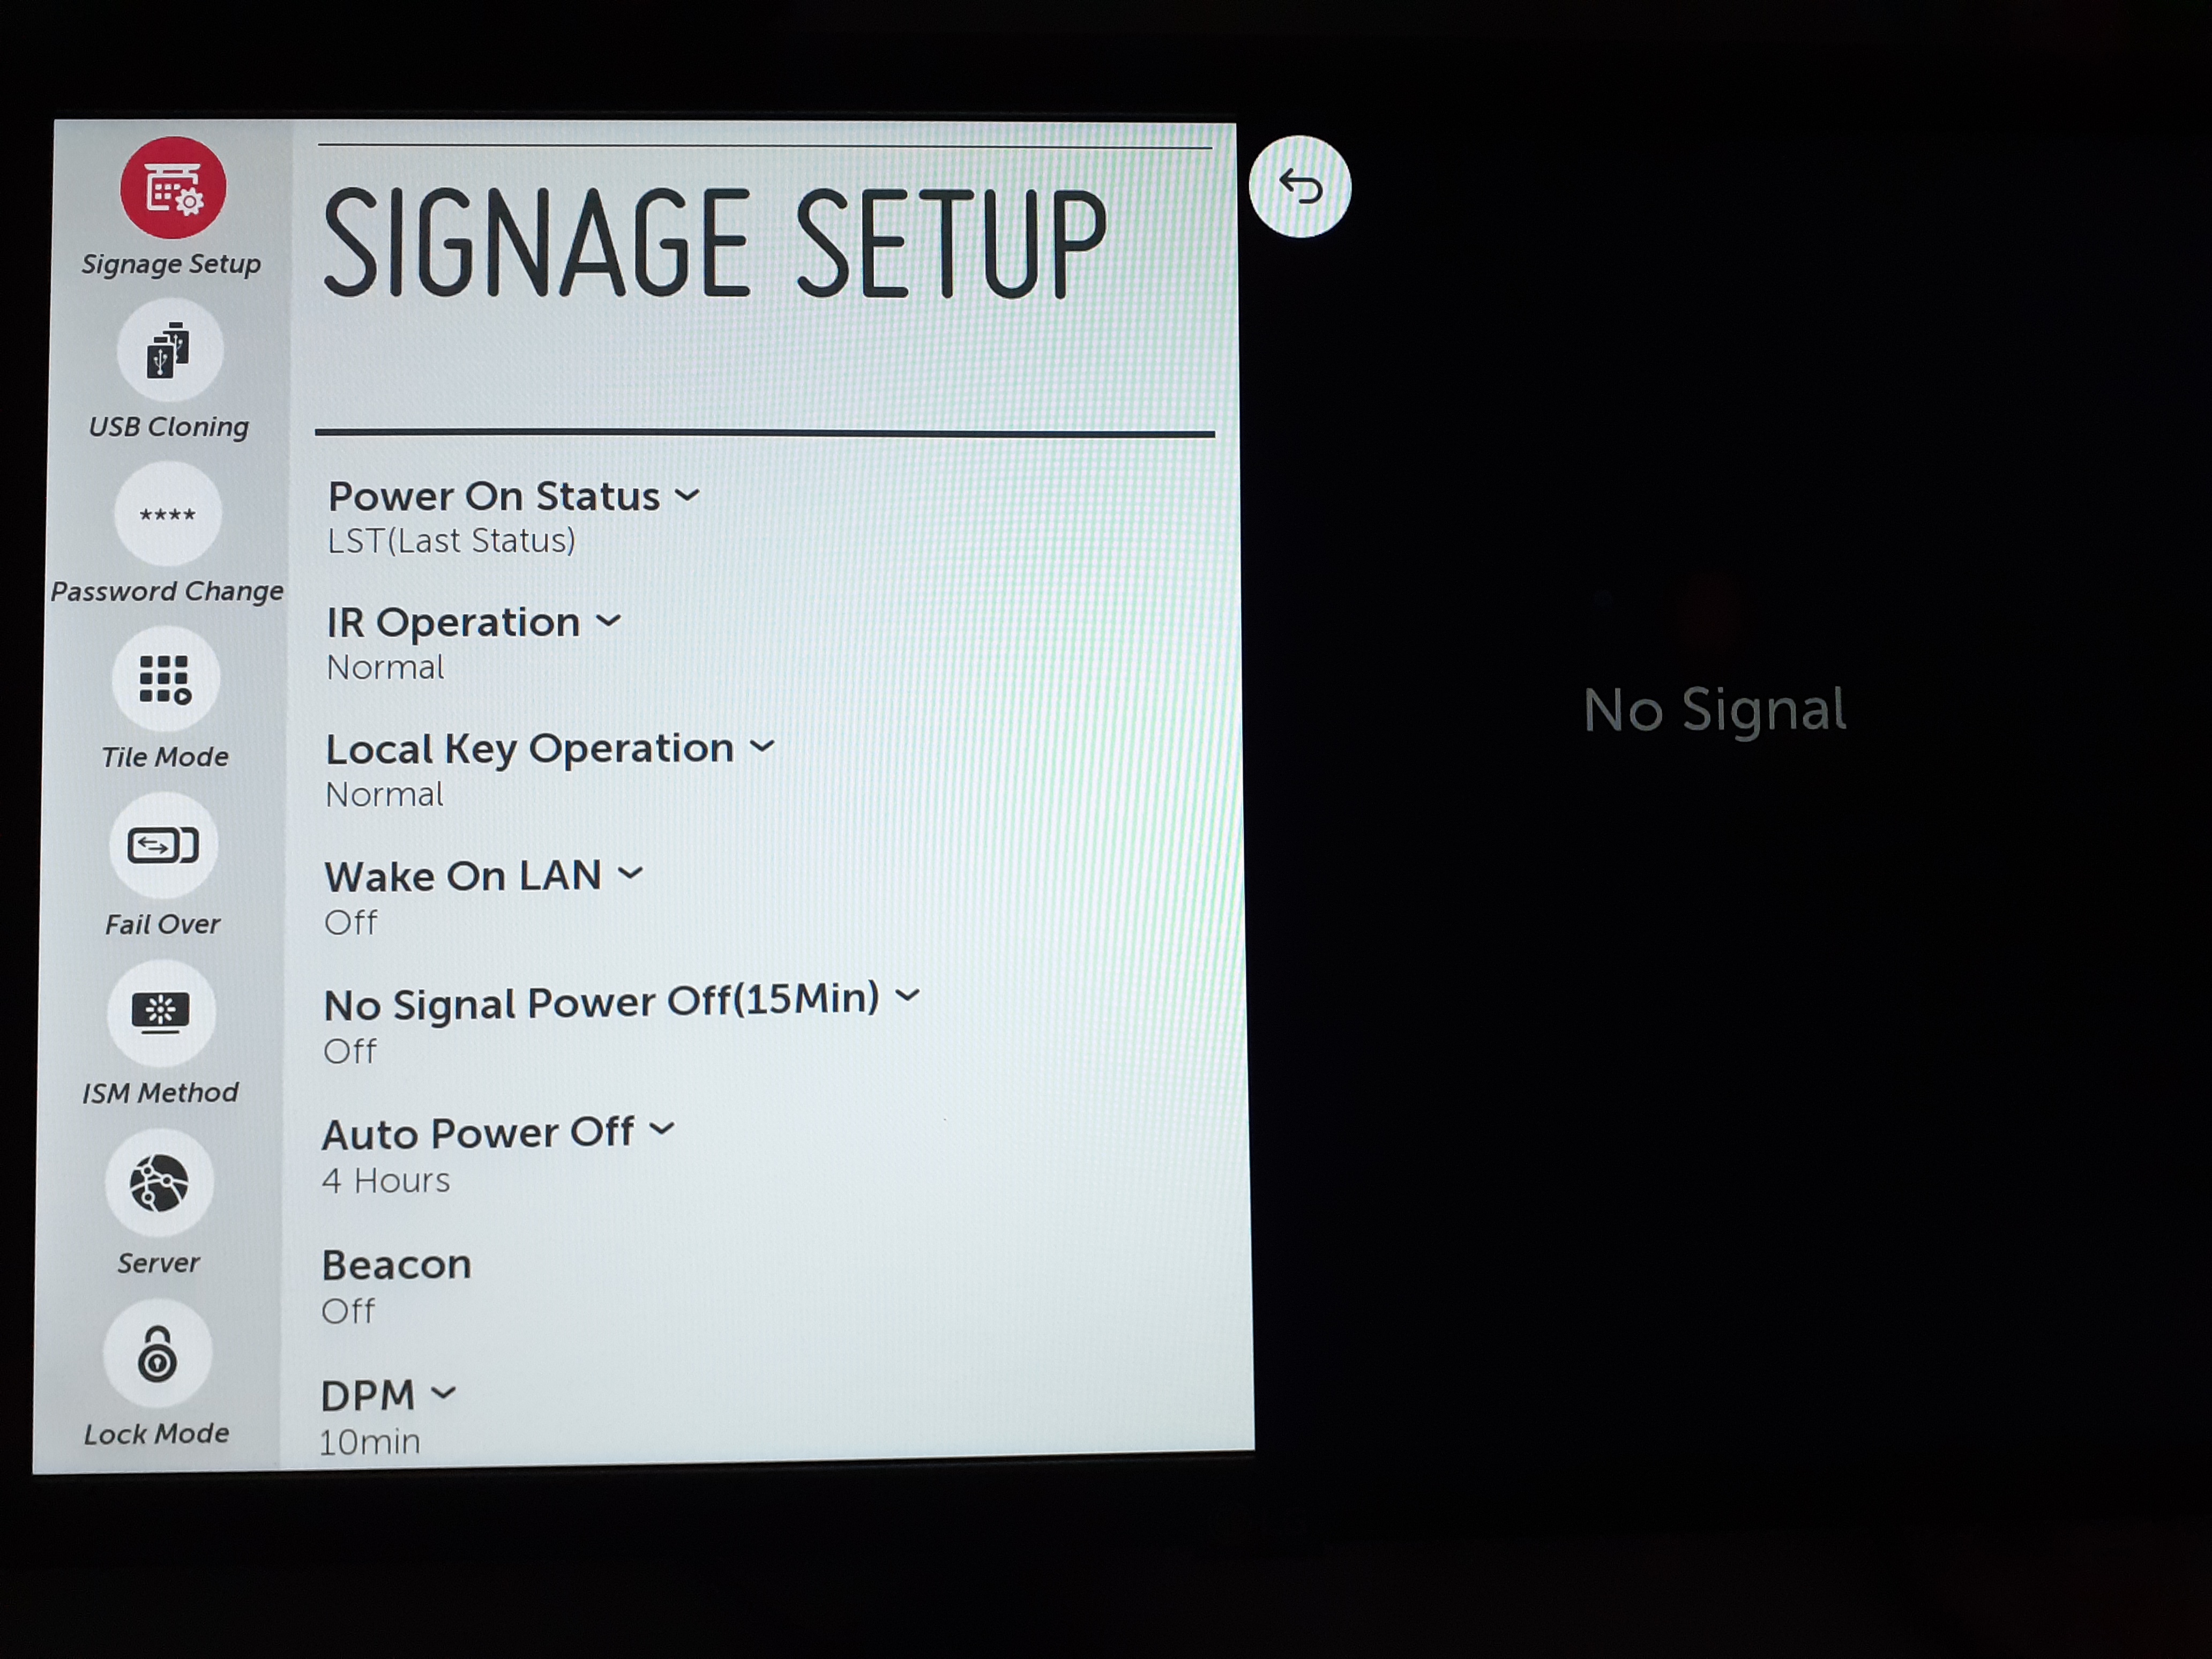 SIGNAGE SETUP
Signage Setup
USB Cloning
****
Password Change
Tile Mode
Fail Over
ISM Method
Server
Lock Mode
Power On Status
LST(Last Status)
IR Operation
Normal
Local Key Operation
Normal
Wake On LAN
Off
No Signal Power Off(15Min)
Off
Auto Power Off
4 Hours
Beacon
Off
DPM
10min
No Signal